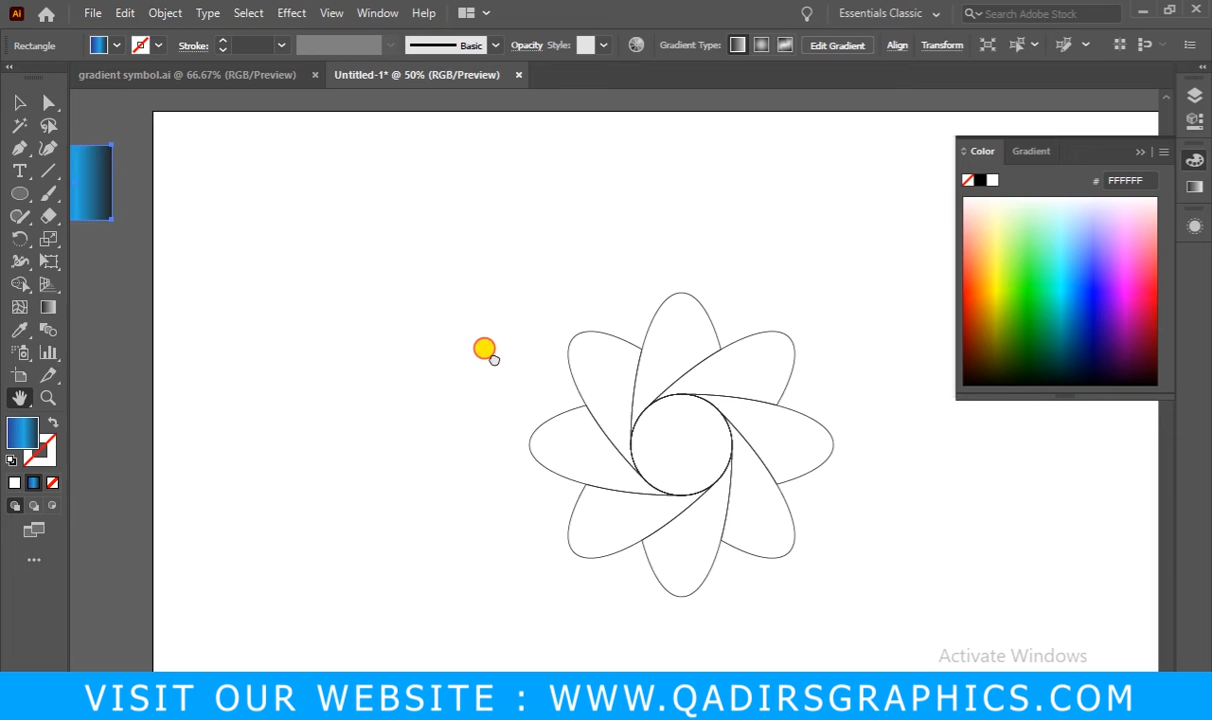 Ai File Edit Object Type Select Effect View Window Help Essentials Classic Search Adobe Stock
Rectangle Stroke: Basic Opacity Style: Gradient Type: Edit Gradient Align Transform
gradient symbol.ai @ 66.67% (RGB/Preview) × Untitled-1* @ 50% (RGB/Preview) ×
Color Gradient
# FFFFFF
Activate Windows
VISIT OUR WEBSITE : WWW.QADIRSGRAPHICS.COM